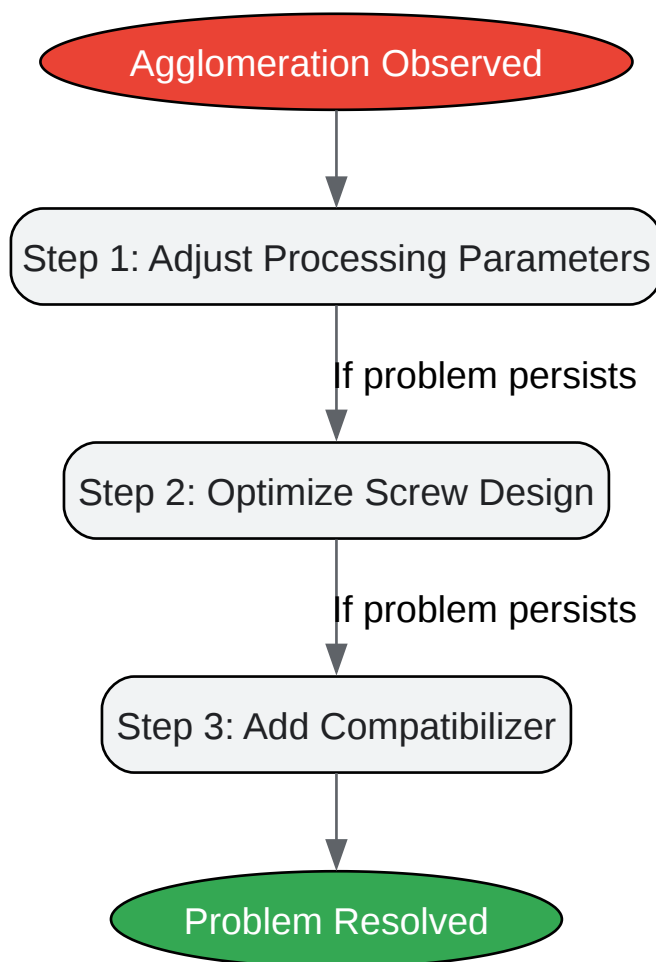 Agglomeration Observed
Step 1: Adjust Processing Parameters
If problem persists
Step 2: Optimize Screw Design
If problem persists
Step 3: Add Compatibilizer
Problem Resolved